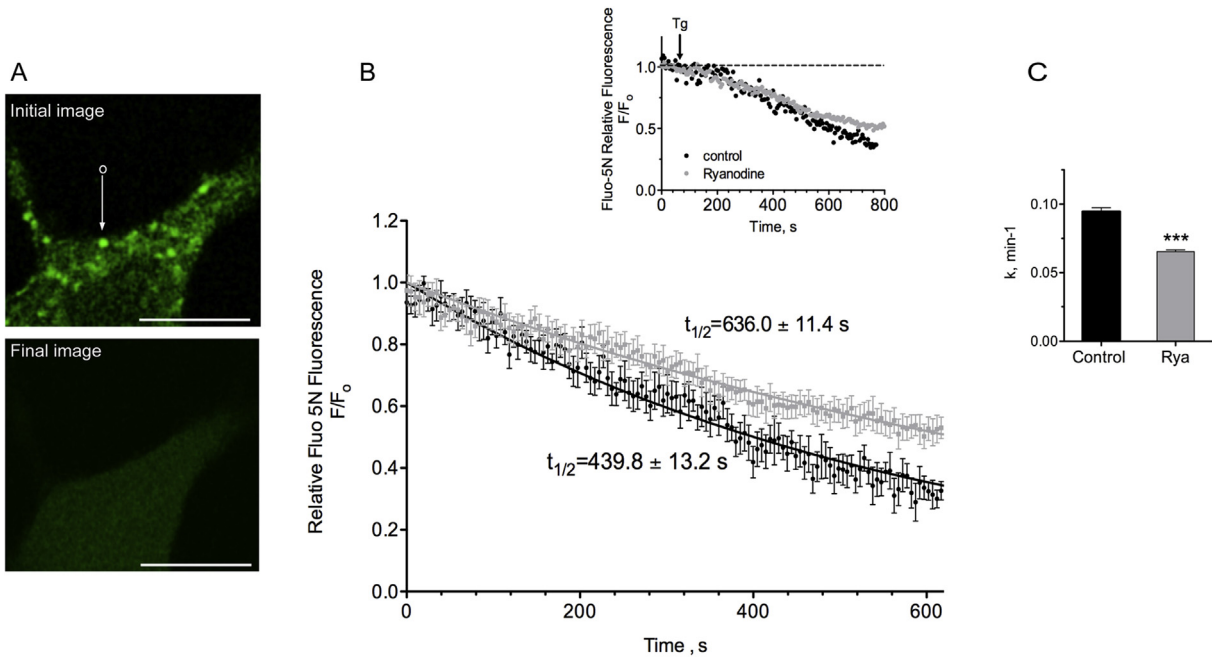 A
Initial image
o
Final image
B
Tg
Fluo-5N Relative Fluorescence
F/Fo
1.0
0.5
0.0
control
Ryanodine
0 200 400 600 800
Time, s
Relative Fluo 5N Fluorescence
F/Fo
1.2
1.0
0.8
0.6
0.4
0.2
0.0
t1/2=636.0 ± 11.4 s
t1/2=439.8 ± 13.2 s
0 200 400 600
Time , s
C
k, min-1
0.10
0.05
0.00
***
Control Rya